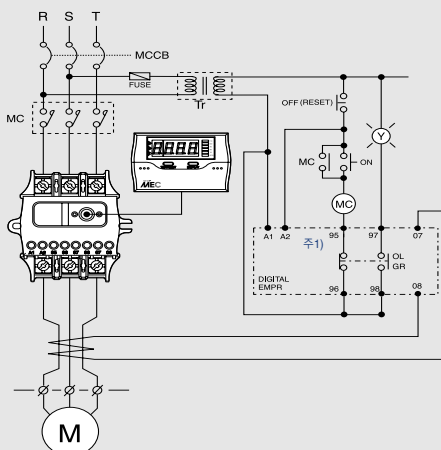 R S T
MCCB
FUSE
Tr
OFF (RESET)
MC
Y
MEC
MC
ON
MC
A1 A2 주1) 95 97 07
OL
GR
DIGITAL
EMPR
96 98 08
M